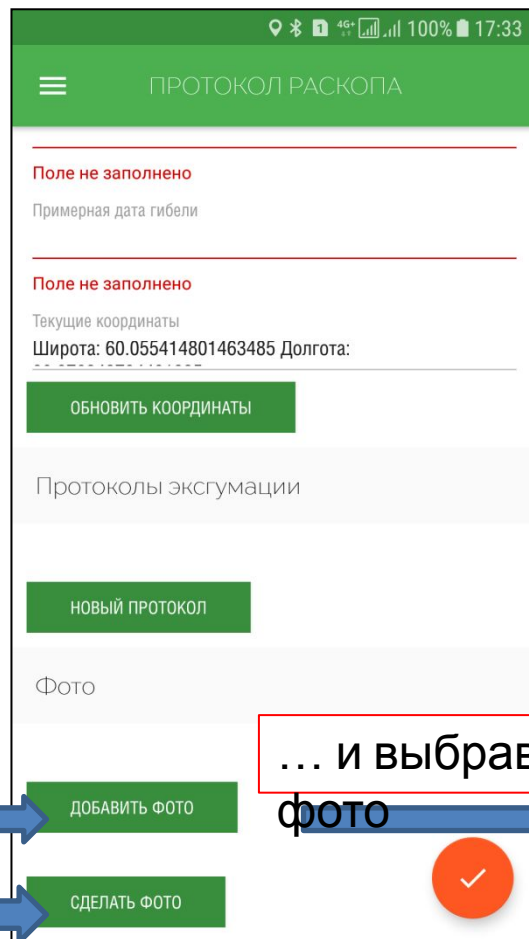 4G+ 100% 17:33
ПРОТОКОЛ РАСКОПА
Поле не заполнено
Примерная дата гибели
Поле не заполнено
Текущие координаты
Широта: 60.055414801463485 Долгота:
ОБНОВИТЬ КООРДИНАТЫ
Протоколы эксгумации
НОВЫЙ ПРОТОКОЛ
Фото
… и выбрав
фото
ДОБАВИТЬ ФОТО
СДЕЛАТЬ ФОТО